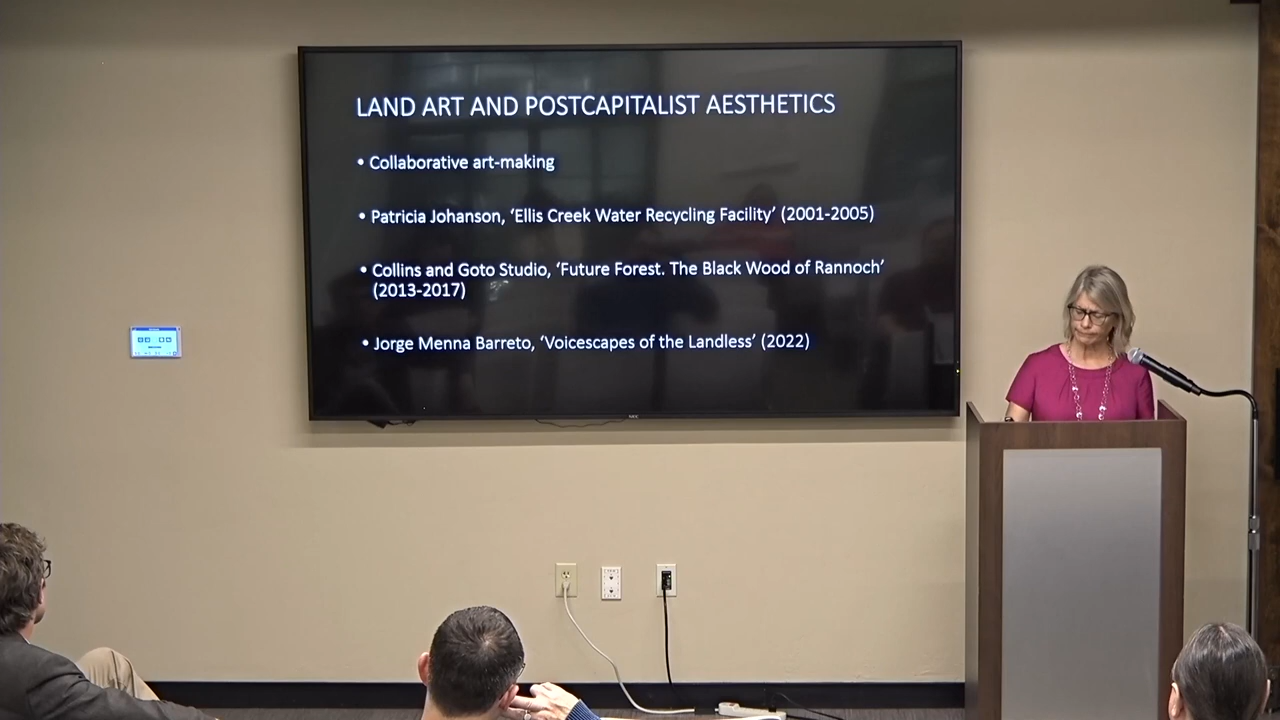 LAND ART AND POSTCAPITALIST AESTHETICS
• Collaborative art-making
• Patricia Johanson, ‘Ellis Creek Water Recycling Facility’ (2001-2005)
• Collins and Goto Studio, ‘Future Forest. The Black Wood of Rannoch’
(2013-2017)
• Jorge Menna Barreto, ‘Voicescapes of the Landless’ (2022)
NEC